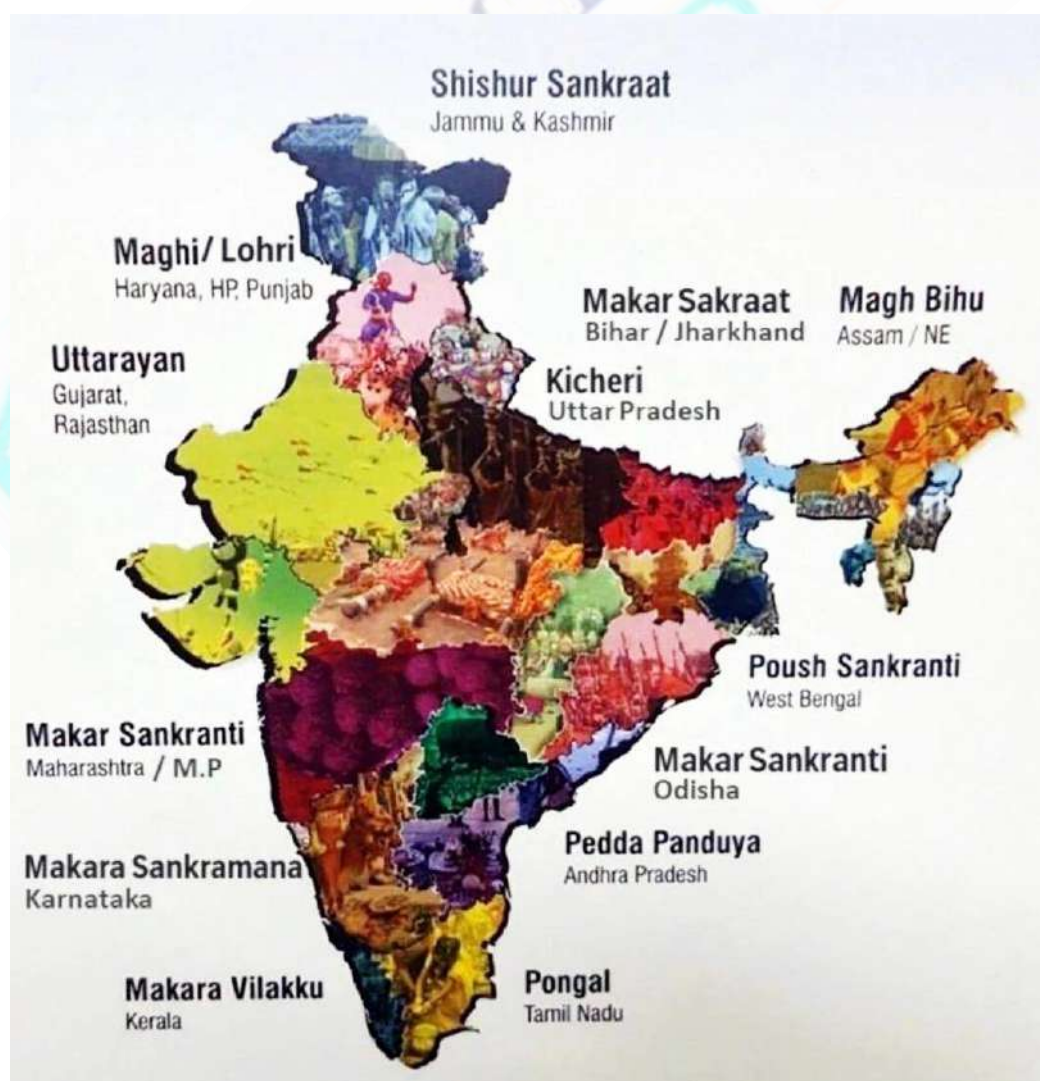 Shishur Sankraat
Jammu & Kashmir
Maghi/ Lohri
Haryana, HP, Punjab
Makar Sakraat
Bihar / Jharkhand
Magh Bihu
Assam / NE
Uttarayan
Gujarat,
Rajasthan
Kicheri
Uttar Pradesh
Poush Sankranti
West Bengal
Makar Sankranti
Maharashtra / M.P
Makar Sankranti
Odisha
Pedda Panduya
Andhra Pradesh
Makara Sankramana
Karnataka
Makara Vilakku
Kerala
Pongal
Tamil Nadu